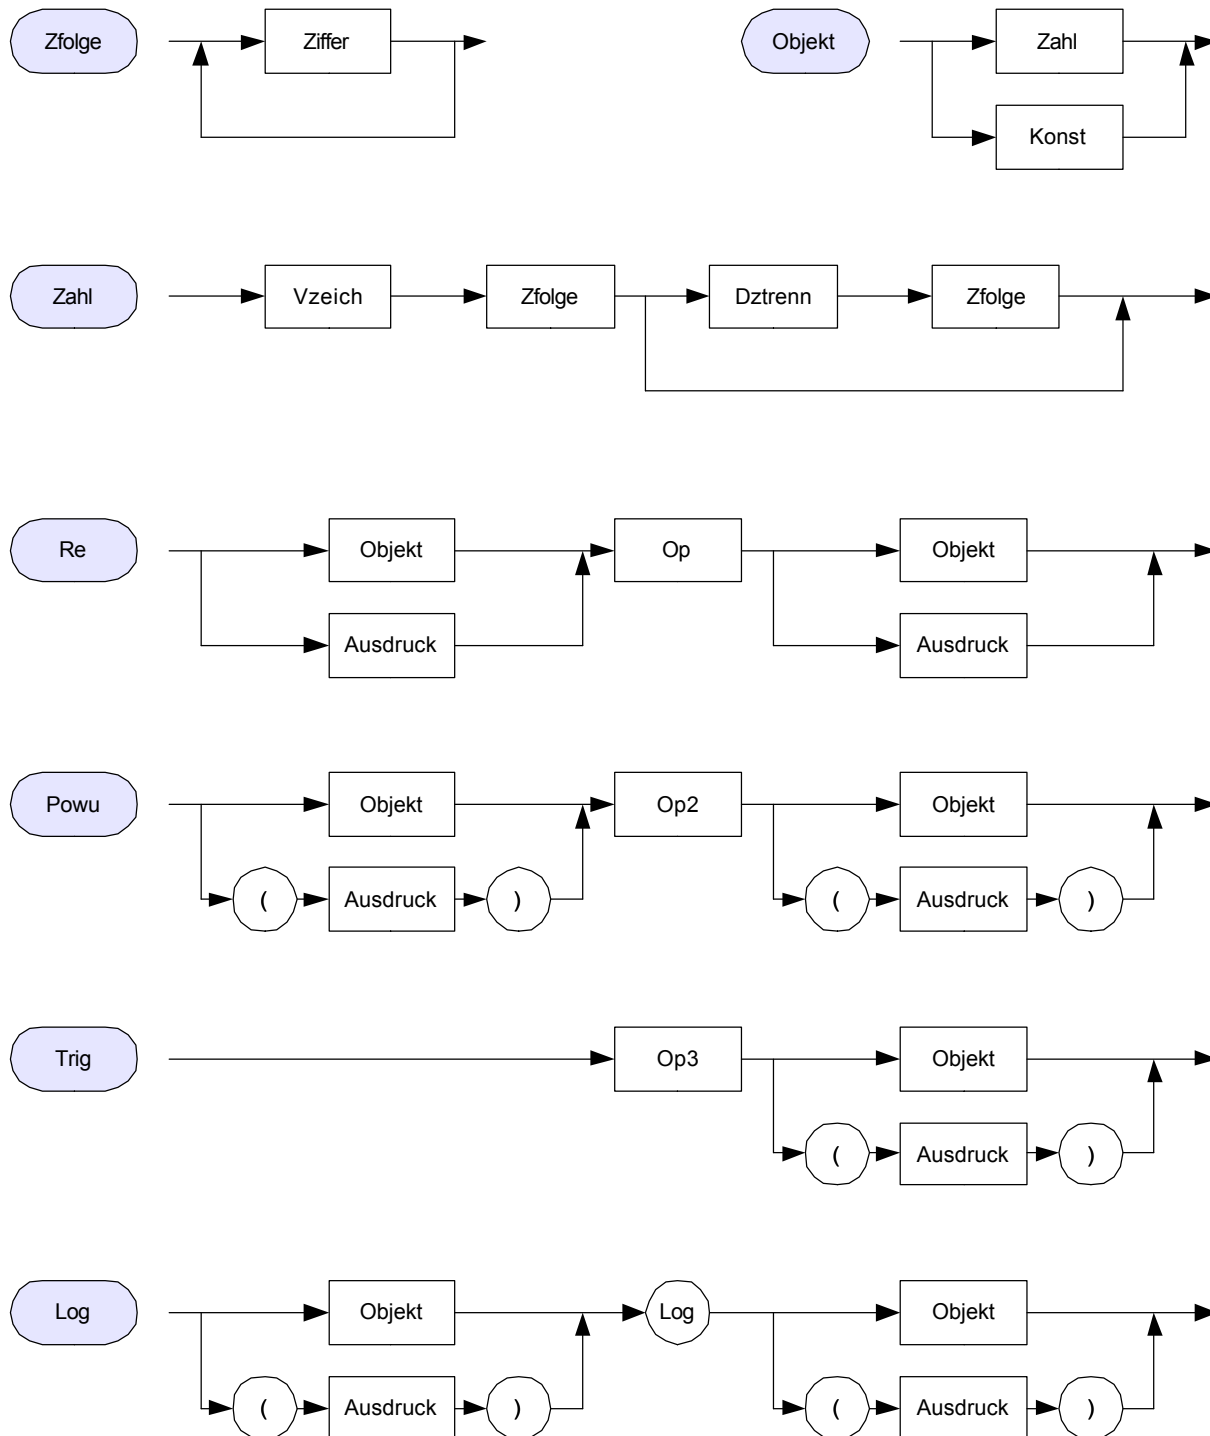 Zfolge Ziffer Objekt Zahl
Konst
Zahl Vzeich Zfolge Dztrenn Zfolge
Re Objekt Op Objekt
Ausdruck Ausdruck
Powu Objekt Op2 Objekt
( Ausdruck ) ( Ausdruck )
Trig Op3 Objekt
( Ausdruck )
Log Objekt Log Objekt
( Ausdruck ) ( Ausdruck )